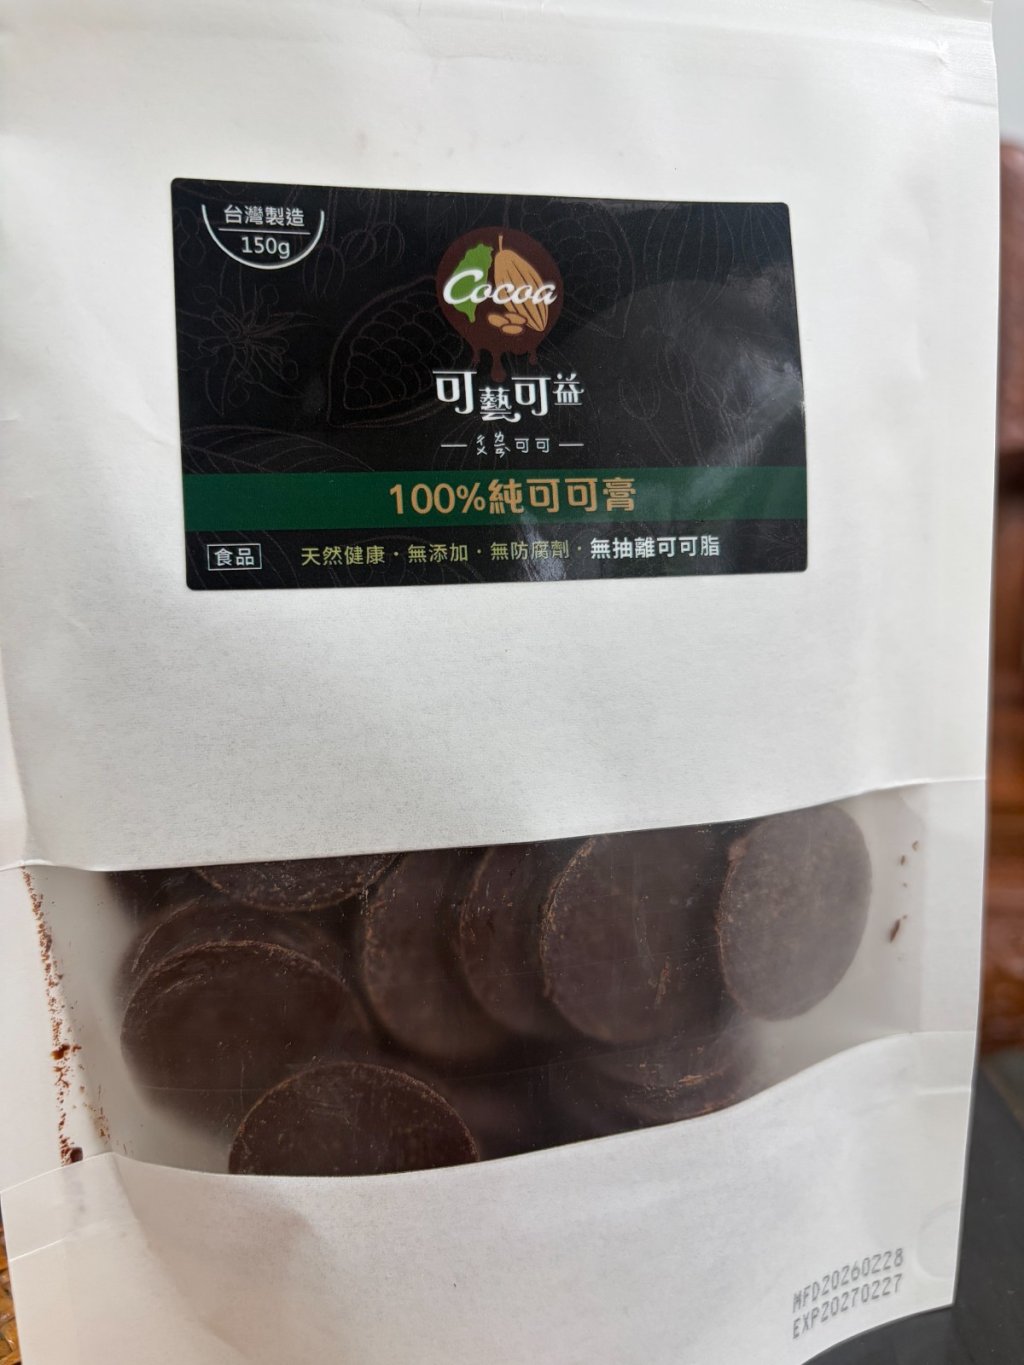 台灣製造
150g
Cocoa
可藝可益
可可
100%純可可膏
食品
天然健康・無添加・無防腐劑・無抽離可可脂
MFD20260228
EXP20270227